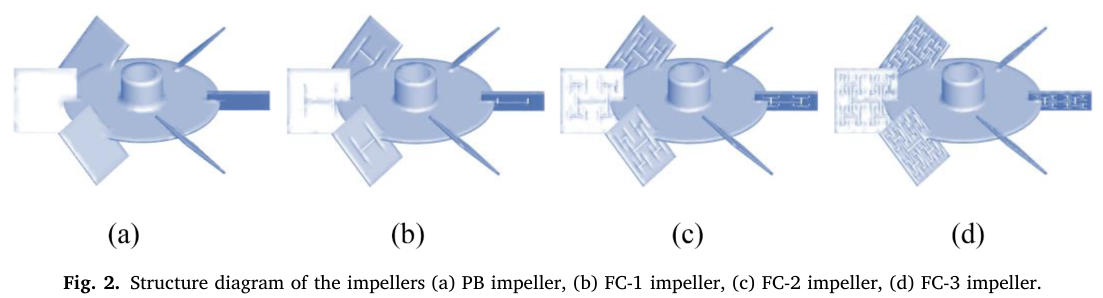 (a) (b) (c) (d)
Fig. 2. Structure diagram of the impellers (a) PB impeller, (b) FC-1 impeller, (c) FC-2 impeller, (d) FC-3 impeller.